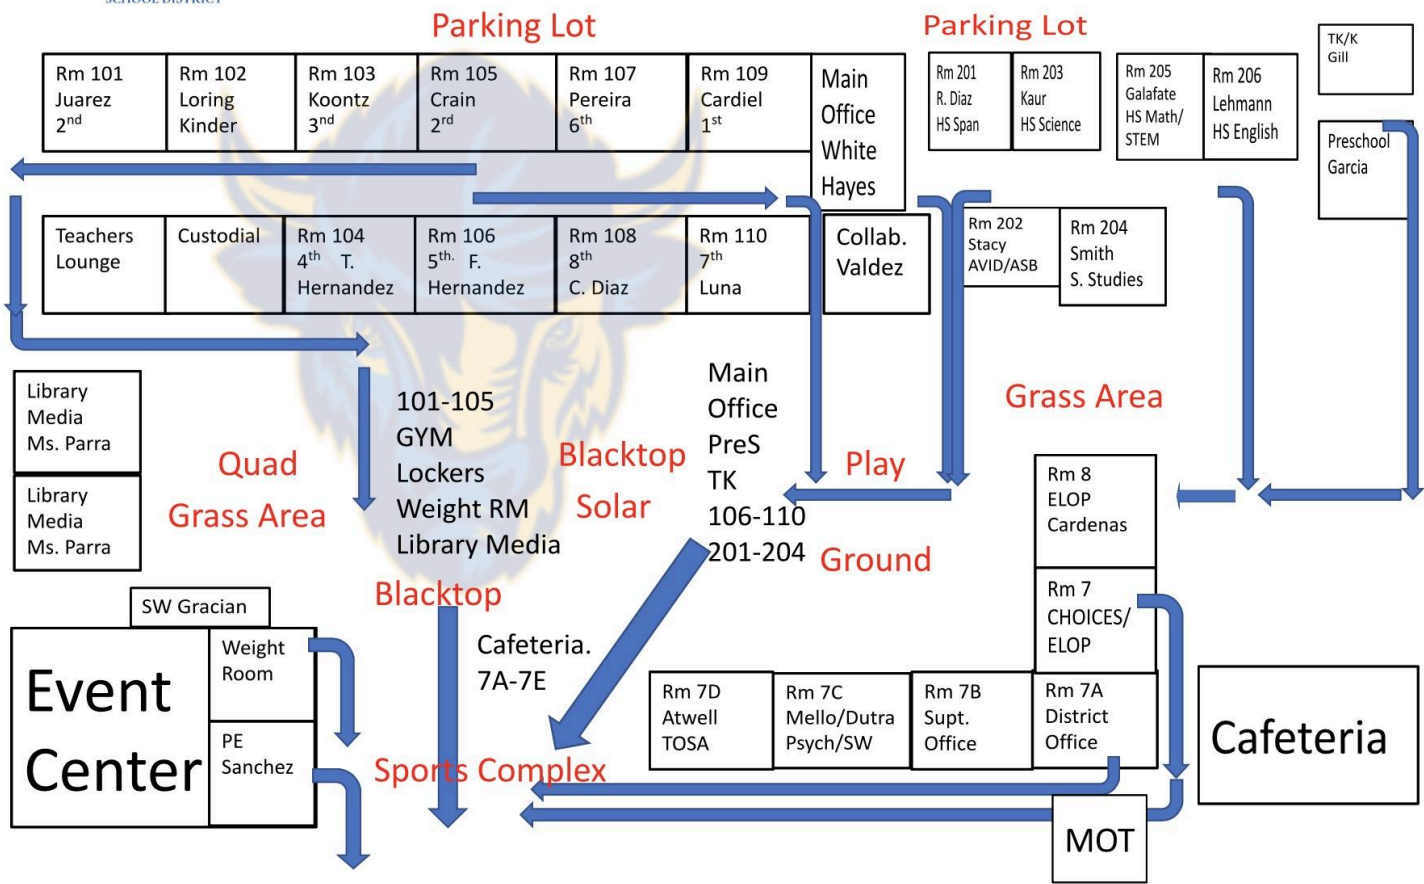 SCHOOL DISTRICT
Parking Lot
Parking Lot
Rm 101
Juarez
2nd
Rm 102
Loring
Kinder
Rm 103
Koontz
3nd
Rm 105
Crain
2rd
Rm 107
Pereira
6th
Rm 109
Cardiel
1st
Main
Office
White
Hayes
Rm 201
R. Diaz
HS Span
Rm 203
Kaur
HS Science
Rm 205
Galafate
HS Math/
STEM
Rm 206
Lehmann
HS English
TK/K
Gill
Preschool
Garcia
Teachers
Lounge
Custodial
Rm 104
4th T.
Hernandez
Rm 106
5th. F.
Hernandez
Rm 108
8th
C. Diaz
Rm 110
7th
Luna
Collab.
Valdez
Rm 202
Stacy
AVID/ASB
Rm 204
Smith
S. Studies
Library
Media
Ms. Parra
Library
Media
Ms. Parra
Quad
Grass Area
101-105
GYM
Lockers
Weight RM
Library Media
Blacktop
Solar
Main
Office
PreS
TK
106-110
201-204
Play
Ground
Grass Area
Rm 8
ELOP
Cardenas
Rm 7
CHOICES/
ELOP
Blacktop
SW Gracian
Event
Center
Weight
Room
PE
Sanchez
Cafeteria.
7A-7E
Sports Complex
Rm 7D
Atwell
TOSA
Rm 7C
Mello/Dutra
Psych/SW
Rm 7B
Supt.
Office
Rm 7A
District
Office
Cafeteria
MOT